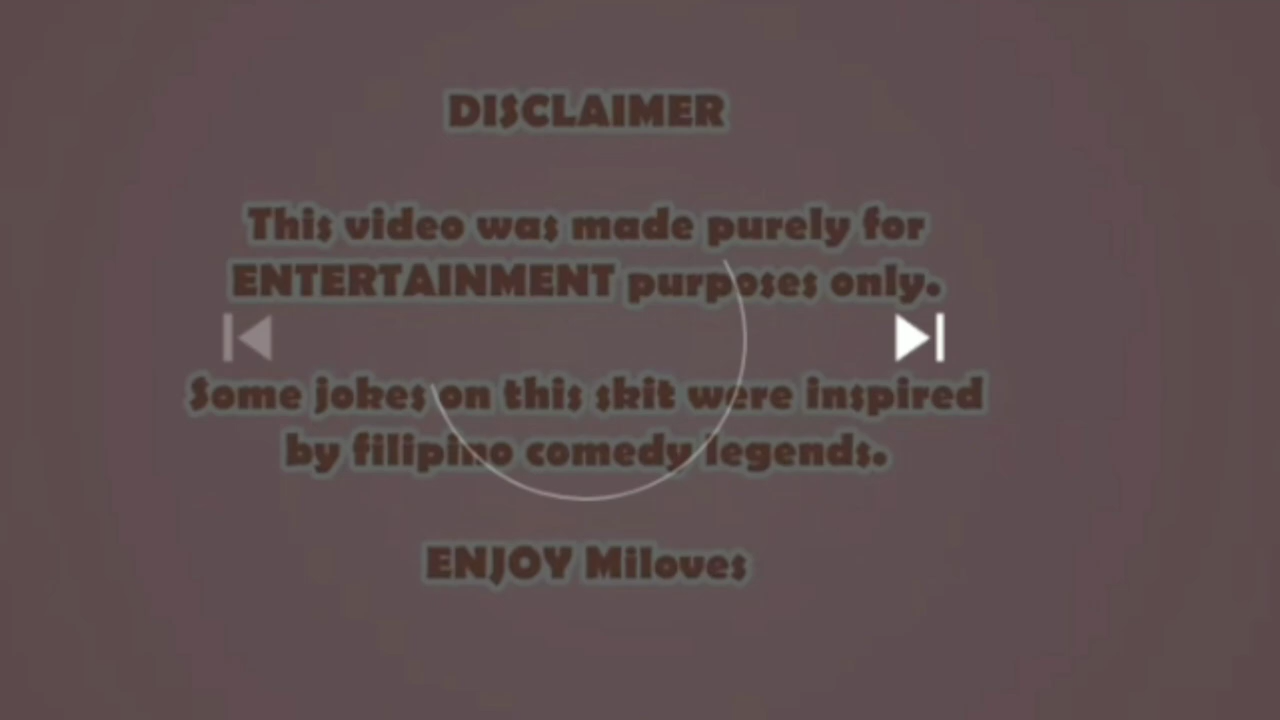 DISCLAIMER
This video was made purely for
ENTERTAINMENT purposes only.
Some jokes on this skit were inspired
by filipino comedy legends.
ENJOY Miloves